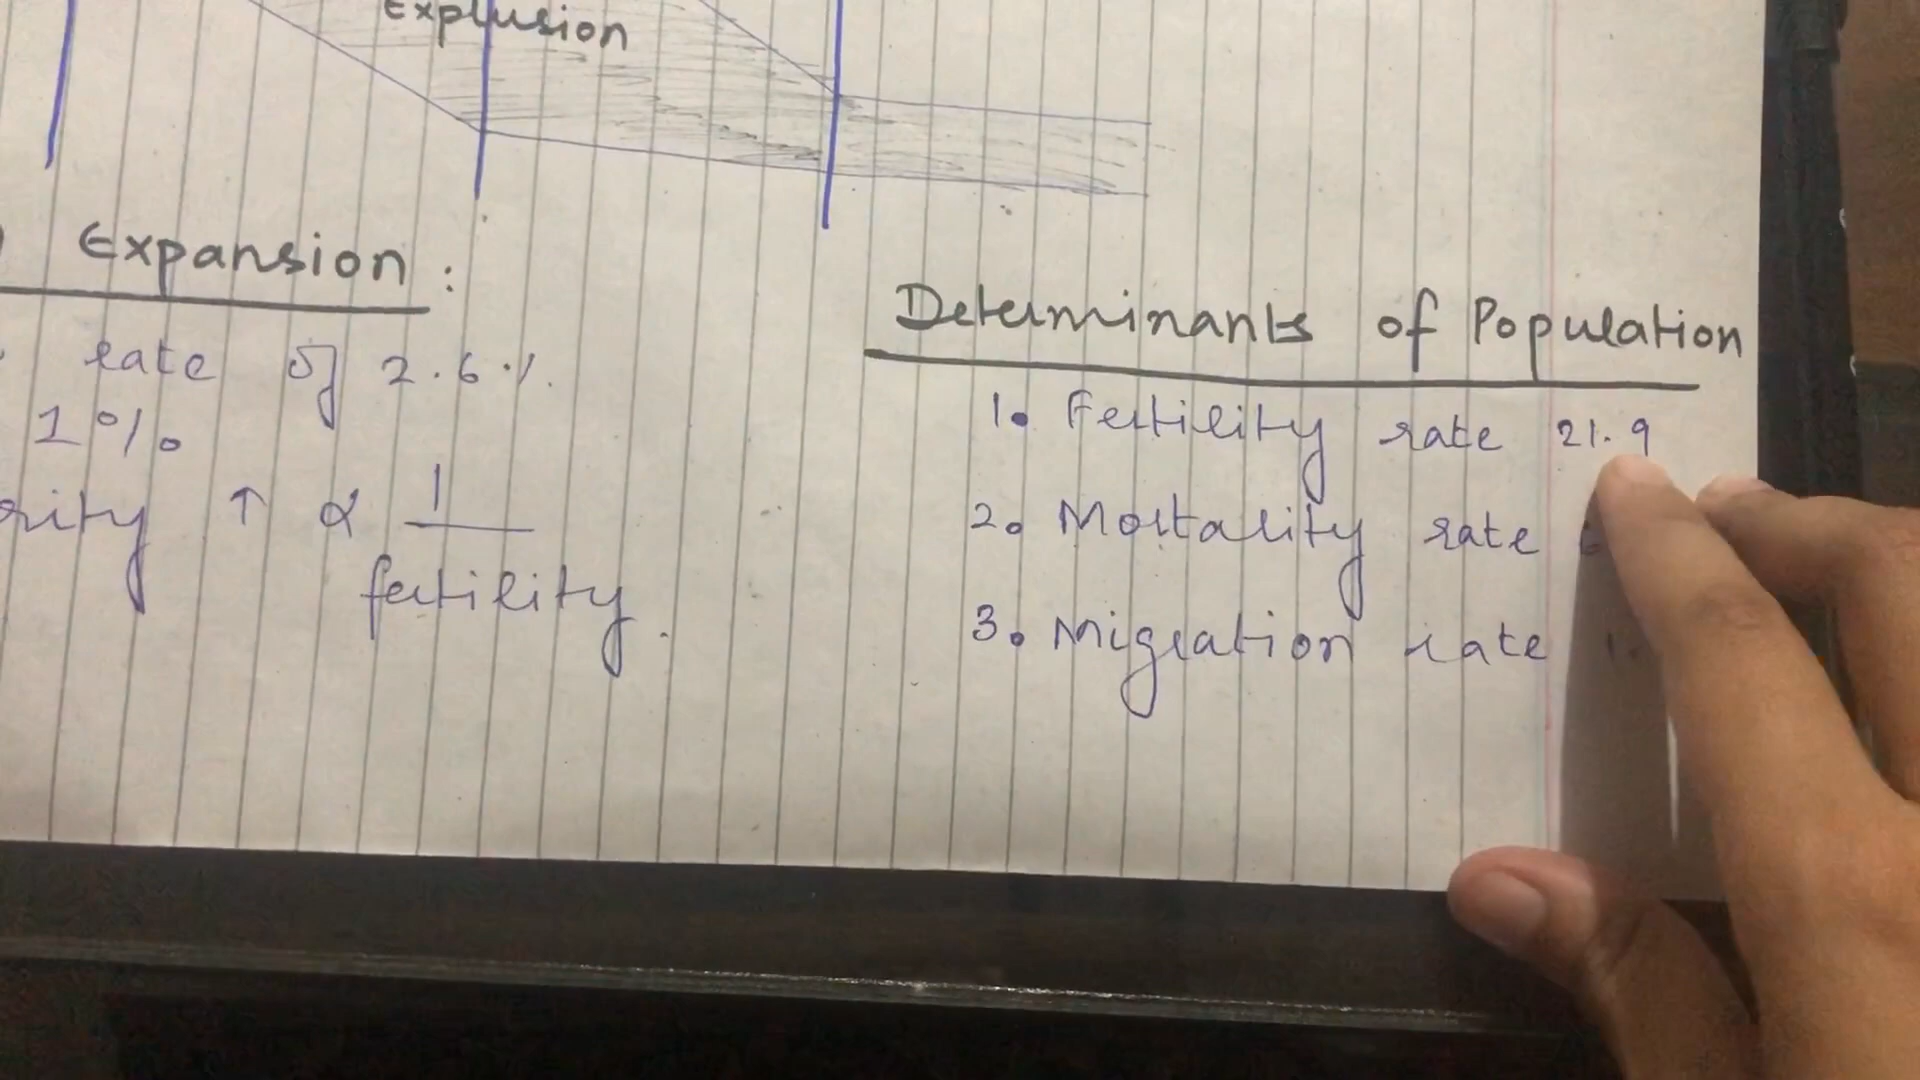 Explusion
Expansion :
rate of 2.6 %.
1%
↑ ∝ 1
fertility.
Determinants of Population
1. Fertility rate 21.9
2. Mortality rate
3. Migration rate